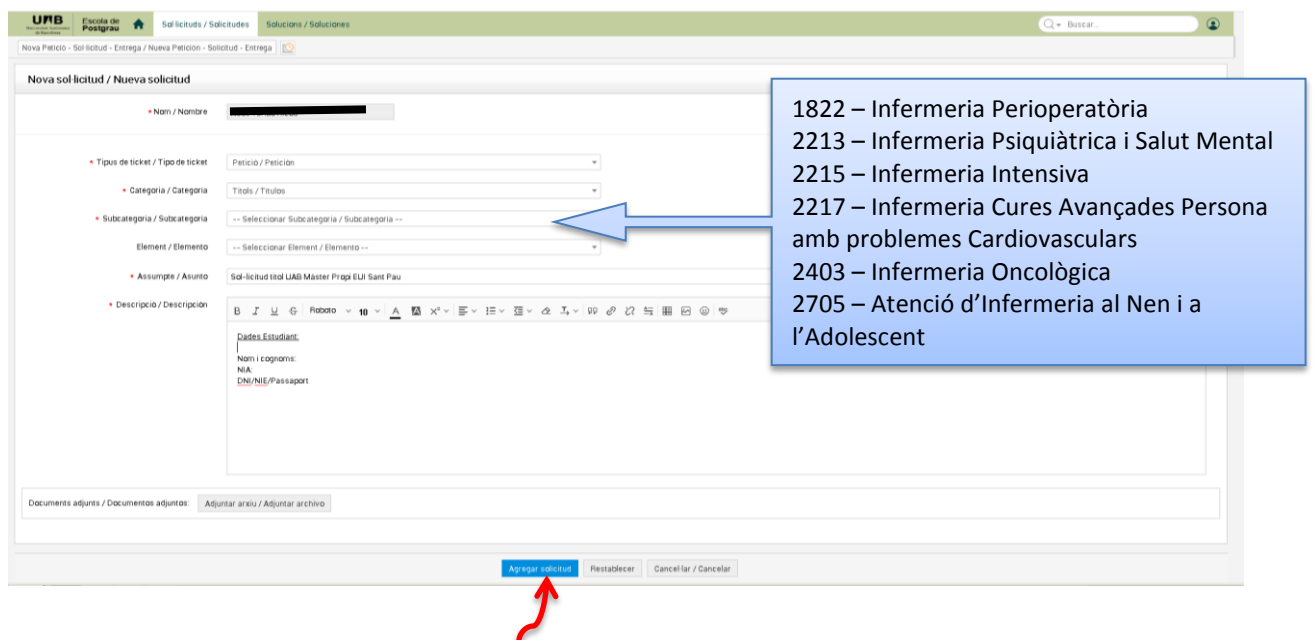 UAB
Escola de
Postgrau
Sol·licituds / Solicitudes
Solucions / Soluciones
Buscar..
Nova Petició - Sol·licitud - Entrega / Nueva Petición - Solicitud - Entrega
Nova sol·licitud / Nueva solicitud
* Nom / Nombre
* Tipus de ticket / Tipo de ticket
Petició / Petición
* Categoria / Categoria
Títols / Títulos
* Subcategoria / Subcategoria
-- Seleccionar Subcategoria / Subcategoria --
Element / Elemento
-- Seleccionar Element / Elemento --
* Assumpte / Asunto
Sol-licitud títol UAB Màster Propi EUI Sant Pau
* Descripció / Descripción
B I U S Roboto 10 A
Dades Estudiant:
Nom i cognoms:
NIA:
DNI/NIE/Passaport
Documents adjunts / Documentos adjuntos:
Adjuntar arxiu / Adjuntar archivo
Agregar solicitud
Restablecer
Cancel·lar / Cancelar
1822 – Infermeria Perioperatòria
2213 – Infermeria Psiquiàtrica i Salut Mental
2215 – Infermeria Intensiva
2217 – Infermeria Cures Avançades Persona
amb problemes Cardiovasculars
2403 – Infermeria Oncològica
2705 – Atenció d’Infermeria al Nen i a
l’Adolescent